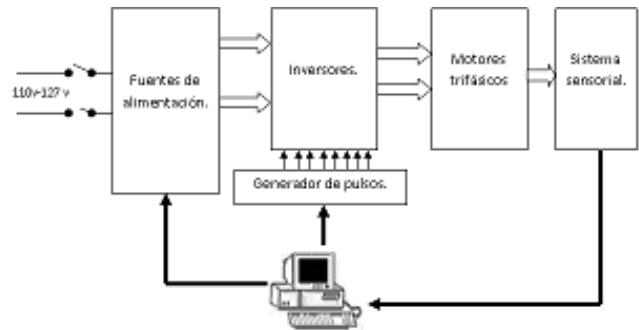 110v-127 v
Fuentes de
alimentación.
Inversores.
Motores
trifásicos
Sistema
sensorial.
Generador de pulsos.